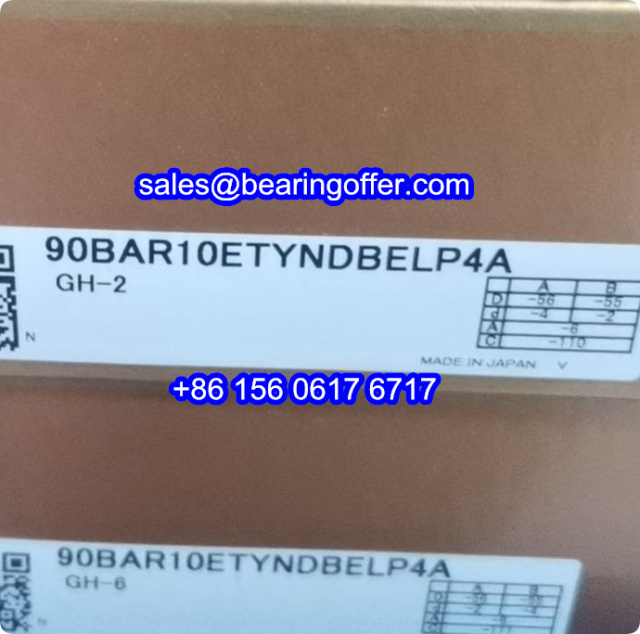 sales@bearingoffer.com
90BAR10ETYNDBELP4A
GH-2
A B
D -56 -55
d -4 -2
A -6
C -110
N
MADE IN JAPAN V
+86 156 0617 6717
90BAR10ETYNDBELP4A
GH-6
A B
D
d
N